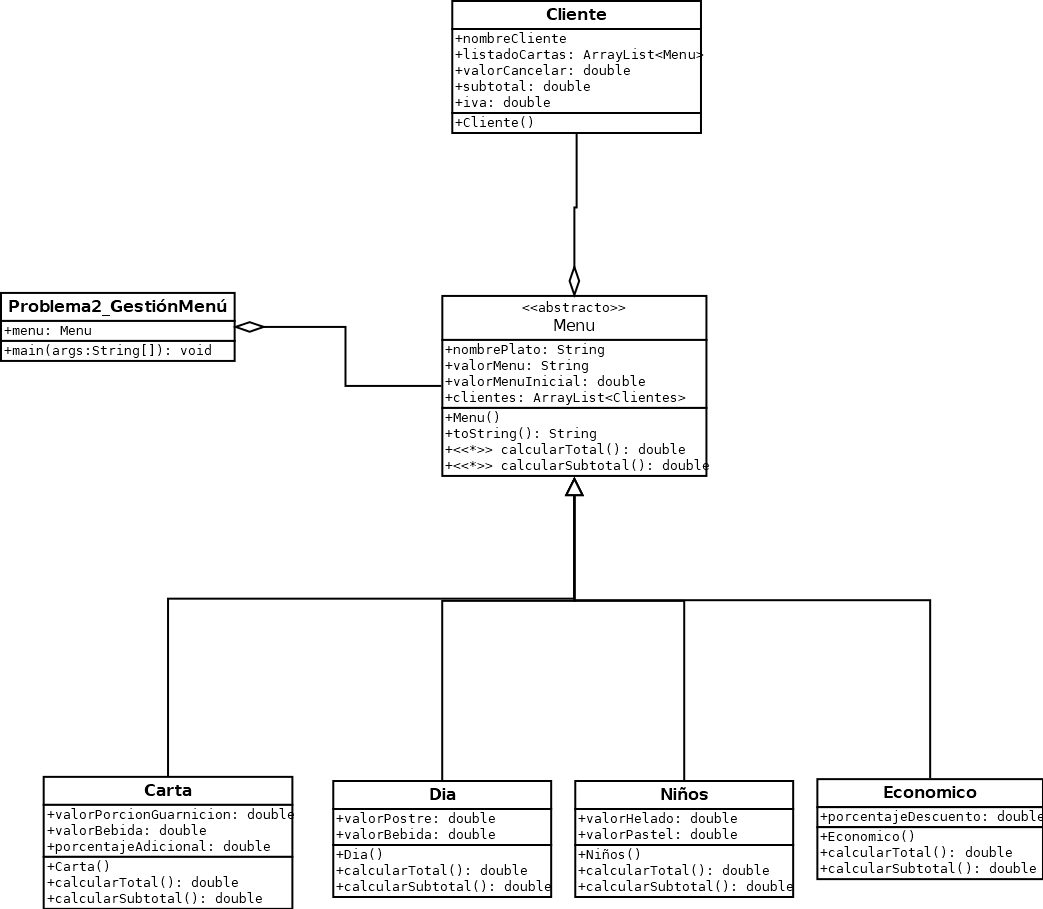 Cliente
+nombreCliente
+listadoCartas: ArrayList<Menu>
+valorCancelar: double
+subtotal: double
+iva: double
+Cliente()
Problema2_GestiónMenú
+menu: Menu
+main(args:String[]): void
<<abstracto>>
Menu
+nombrePlato: String
+valorMenu: String
+valorMenuInicial: double
+clientes: ArrayList<Clientes>
+Menu()
+toString(): String
+<<*>> calcularTotal(): double
+<<*>> calcularSubtotal(): double
Carta
+valorPorcionGuarnicion: double
+valorBebida: double
+porcentajeAdicional: double
+Carta()
+calcularTotal(): double
+calcularSubtotal(): double
Dia
+valorPostre: double
+valorBebida: double
+Dia()
+calcularTotal(): double
+calcularSubtotal(): double
Niños
+valorHelado: double
+valorPastel: double
+Niños()
+calcularTotal(): double
+calcularSubtotal(): double
Economico
+porcentajeDescuento: double
+Economico()
+calcularTotal(): double
+calcularSubtotal(): double